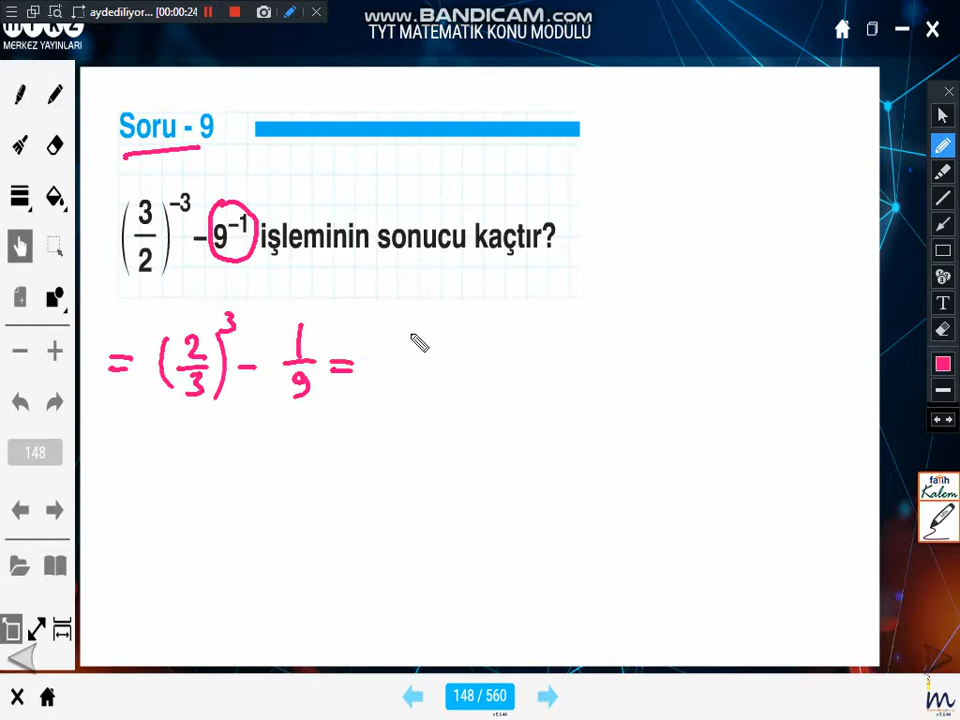 aydediliyor... [00:00:24]
www.BANDICAM.com
MERKEZ YAYINLARI
TYT MATEMATİK KONU MODULÜ
Soru - 9
(3/2)^–3 – 9^–1 işleminin sonucu kaçtır?
= (2/3)^3 - 1/9 =
T
148
fatih
Kalem
148 / 560
m